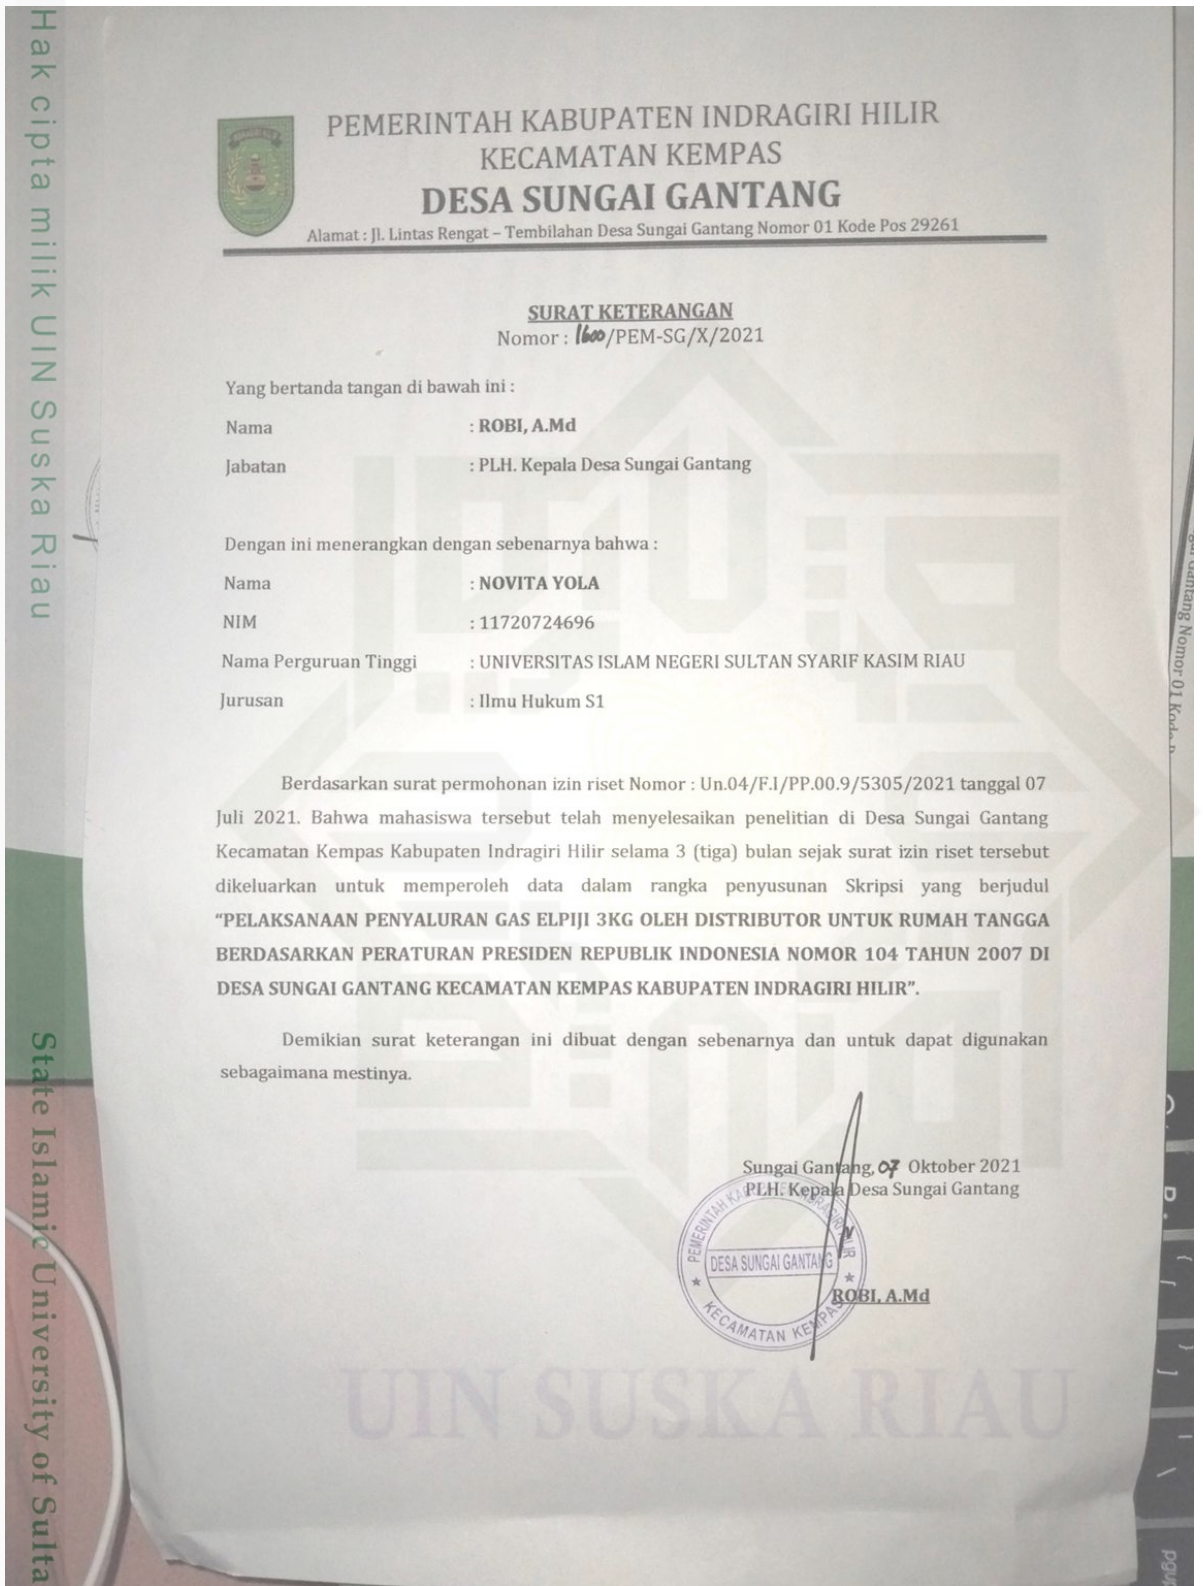 Hak cipta milik UIN Suska Riau
State Islamic University of Sulta
PEMERINTAH KABUPATEN INDRAGIRI HILIR
KECAMATAN KEMPAS
DESA SUNGAI GANTANG
Alamat : Jl. Lintas Rengat – Tembilahan Desa Sungai Gantang Nomor 01 Kode Pos 29261
SURAT KETERANGAN
Nomor : 1600/PEM-SG/X/2021
Yang bertanda tangan di bawah ini :
Nama : ROBI, A.Md
Jabatan : PLH. Kepala Desa Sungai Gantang
Dengan ini menerangkan dengan sebenarnya bahwa :
Nama : NOVITA YOLA
NIM : 11720724696
Nama Perguruan Tinggi : UNIVERSITAS ISLAM NEGERI SULTAN SYARIF KASIM RIAU
Jurusan : Ilmu Hukum S1
Berdasarkan surat permohonan izin riset Nomor : Un.04/F.I/PP.00.9/5305/2021 tanggal 07
Juli 2021. Bahwa mahasiswa tersebut telah menyelesaikan penelitian di Desa Sungai Gantang
Kecamatan Kempas Kabupaten Indragiri Hilir selama 3 (tiga) bulan sejak surat izin riset tersebut
dikeluarkan untuk memperoleh data dalam rangka penyusunan Skripsi yang berjudul
“PELAKSANAAN PENYALURAN GAS ELPIJI 3KG OLEH DISTRIBUTOR UNTUK RUMAH TANGGA
BERDASARKAN PERATURAN PRESIDEN REPUBLIK INDONESIA NOMOR 104 TAHUN 2007 DI
DESA SUNGAI GANTANG KECAMATAN KEMPAS KABUPATEN INDRAGIRI HILIR”.
Demikian surat keterangan ini dibuat dengan sebenarnya dan untuk dapat digunakan
sebagaimana mestinya.
Sungai Gantang, 07 Oktober 2021
PLH. Kepala Desa Sungai Gantang
PEMERINTAH KABUPATEN INDRAGIRI HILIR
DESA SUNGAI GANTANG
KECAMATAN KEMPAS
ROBI, A.Md
UIN SUSKA RIAU
Gantang Nomor 01 Kode P